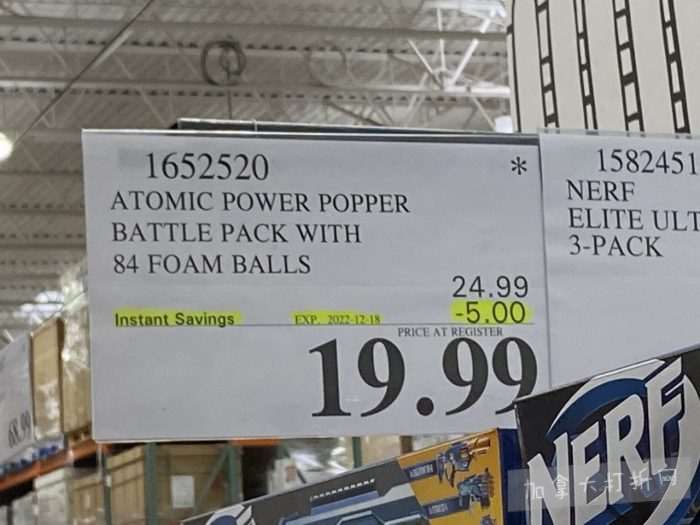 1652520 *
ATOMIC POWER POPPER
BATTLE PACK WITH
84 FOAM BALLS
24.99
Instant Savings EXP. 2022-12-18 -5.00
PRICE AT REGISTER
19.99
1582451
NERF
ELITE ULT
3-PACK
68.99
NERF
加拿大打折网